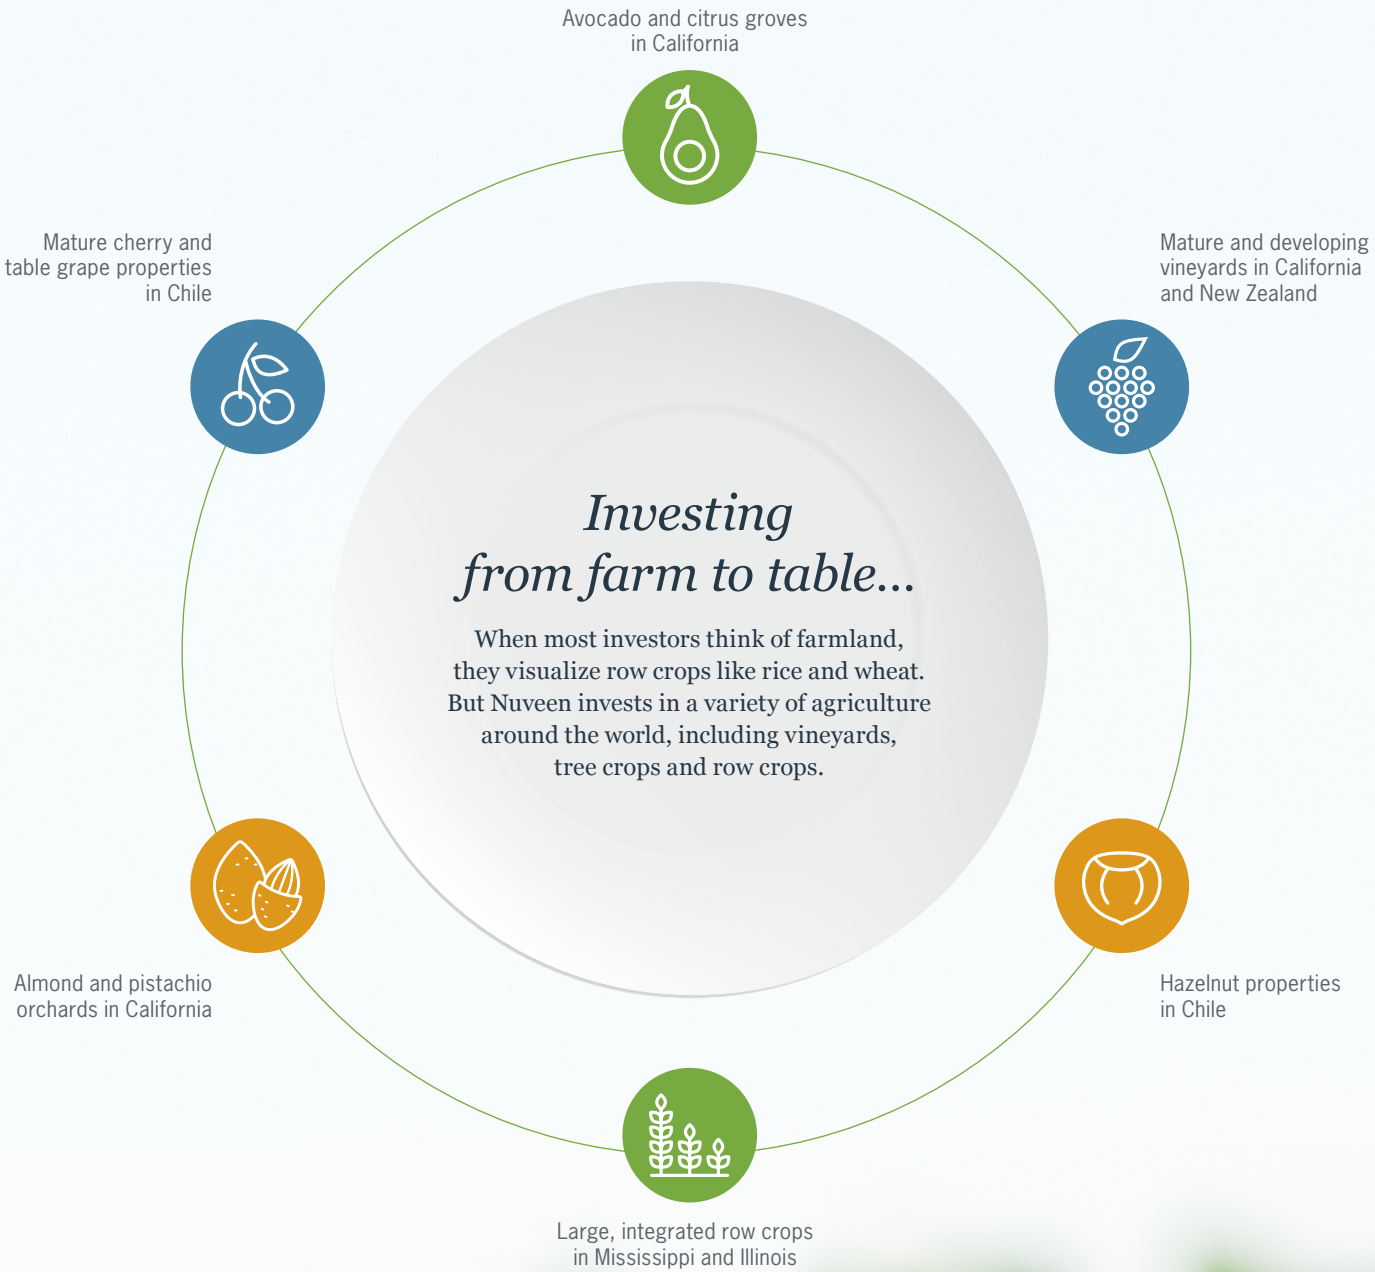 Avocado and citrus groves
in California
Mature cherry and
table grape properties
in Chile
Mature and developing
vineyards in California
and New Zealand
Investing
from farm to table...
When most investors think of farmland,
they visualize row crops like rice and wheat.
But Nuveen invests in a variety of agriculture
around the world, including vineyards,
tree crops and row crops.
Almond and pistachio
orchards in California
Hazelnut properties
in Chile
Large, integrated row crops
in Mississippi and Illinois